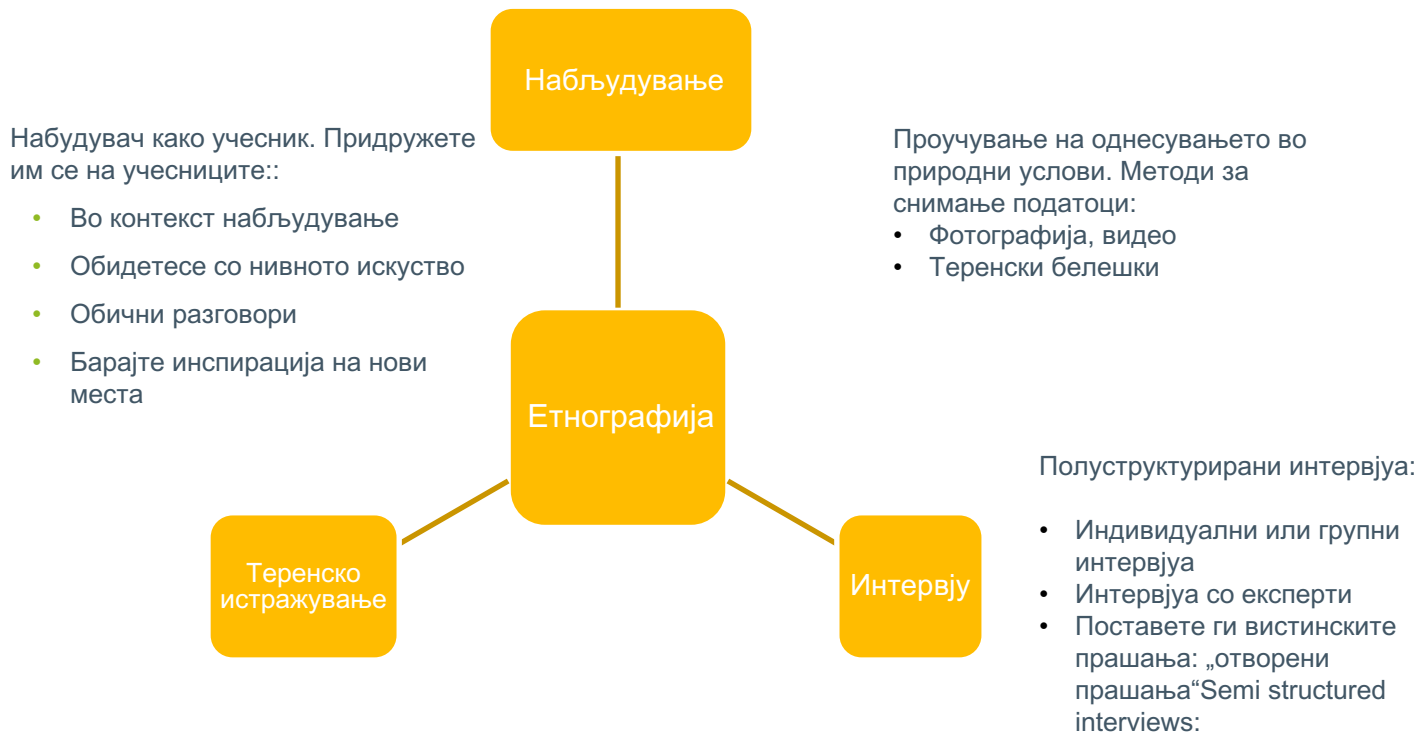 Набљудување
Набудувач како учесник. Придружете
им се на учесниците::
• Во контекст набљудување
• Обидетесе со нивното искуство
• Обични разговори
• Барајте инспирација на нови
места
Проучување на однесувањето во
природни услови. Методи за
снимање податоци:
• Фотографија, видео
• Теренски белешки
Етнографија
Теренско
истражување
Интервју
Полуструктурирани интервјуа:
• Индивидуални или групни
интервјуа
• Интервјуа со експерти
• Поставете ги вистинските
прашања: „отворени
прашања“Semi structured
interviews: